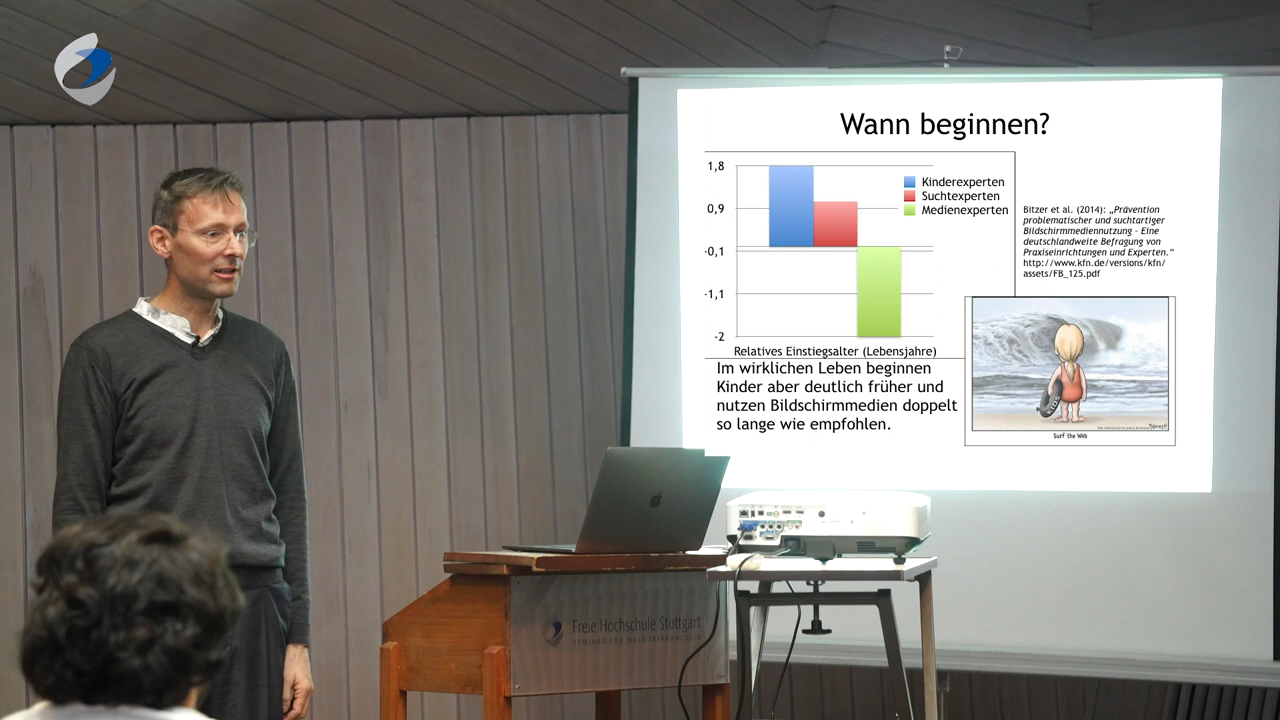 Wann beginnen?
1,8
0,9
-0,1
-1,1
-2
Kinderexperten
Suchtexperten
Medienexperten
Relatives Einstiegsalter (Lebensjahre)
Bitzer et al. (2014): „Prävention
problematischer und suchtartiger
Bildschirmmediennutzung - Eine
deutschlandweite Befragung von
Praxiseinrichtungen und Experten.“
http://www.kfn.de/versions/kfn/
assets/FB_125.pdf
Im wirklichen Leben beginnen
Kinder aber deutlich früher und
nutzen Bildschirmmedien doppelt
so lange wie empfohlen.
KIDS
Surf the Web
Freie Hochschule Stuttgart
SEMINAR FÜR WALDORFPÄDAGOGIK